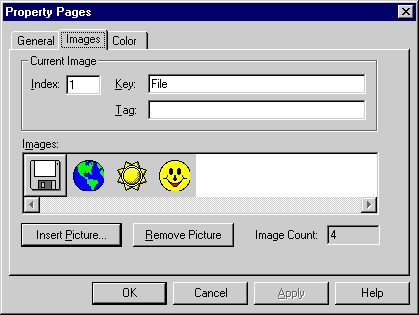 Property Pages
General Images Color
Current Image
Index: 1 Key: File
Tag:
Images:
Insert Picture... Remove Picture Image Count: 4
OK Cancel Apply Help